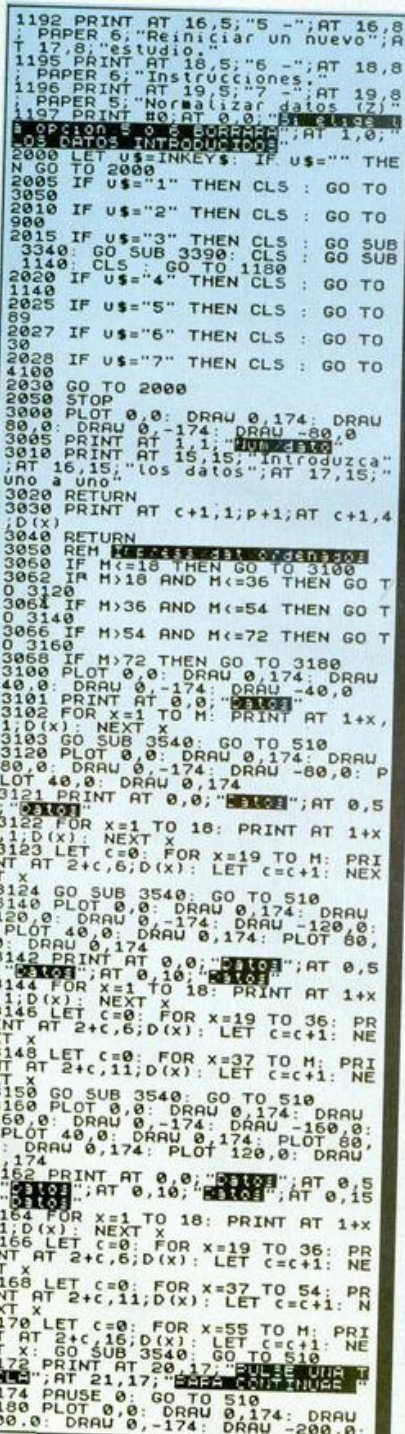 1192 PRINT AT 16,5;"5 -";AT 16,8
; PAPER 6;"Reiniciar un nuevo";A
T 17,8;"estudio."
1195 PRINT AT 18,5;"6 -";AT 18,8
; PAPER 6;"Instrucciones."
1196 PRINT AT 19,5;"7 -";AT 19,8
; PAPER 5;"Normalizar datos (Z)"
1197 PRINT #0;AT 0,0;"Si elige l
a opcion 5 o 6 BORRARA";AT 1,0;"
LOS DATOS INTRODUCIDOS"
2000 LET U$=INKEY$: IF U$="" THE
N GO TO 2000
2005 IF U$="1" THEN CLS : GO TO
3050
2010 IF U$="2" THEN CLS : GO TO
900
2015 IF U$="3" THEN CLS : GO SUB
3340: GO SUB 3390: CLS : GO SUB
1140: CLS : GO TO 1180
2020 IF U$="4" THEN CLS : GO TO
1140
2025 IF U$="5" THEN CLS : GO TO
89
2027 IF U$="6" THEN CLS : GO TO
30
2028 IF U$="7" THEN CLS : GO TO
4100
2030 GO TO 2000
2050 STOP
3000 PLOT 0,0: DRAW 0,174: DRAW
80,0: DRAW 0,-174: DRAW -80,0
3005 PRINT AT 1,1;"Num/dato"
3010 PRINT AT 15,15;"Introduzca"
;AT 16,15;"los datos";AT 17,15;"
uno a uno"
3020 RETURN
3030 PRINT AT c+1,1;p+1;AT c+1,4
;D(x)
3040 RETURN
3050 REM Impress dat ordenados
3060 IF M<=18 THEN GO TO 3100
3062 IF M>18 AND M<=36 THEN GO T
O 3120
3064 IF M>36 AND M<=54 THEN GO T
O 3140
3066 IF M>54 AND M<=72 THEN GO T
O 3160
3068 IF M>72 THEN GO TO 3180
3100 PLOT 0,0: DRAW 0,174: DRAW
40,0: DRAW 0,-174: DRAW -40,0
3101 PRINT AT 0,0;"Datos"
3102 FOR x=1 TO M: PRINT AT 1+x,
1;D(x): NEXT x
3103 GO SUB 3540: GO TO 510
3120 PLOT 0,0: DRAW 0,174: DRAW
80,0: DRAW 0,-174: DRAW -80,0: P
LOT 40,0: DRAW 0,174
3121 PRINT AT 0,0;"Datos";AT 0,5
;"Datos"
3122 FOR x=1 TO 18: PRINT AT 1+x
,1;D(x): NEXT x
3123 LET c=0: FOR x=19 TO M: PRI
NT AT 2+c,6;D(x): LET c=c+1: NEX
T x
3124 GO SUB 3540: GO TO 510
3140 PLOT 0,0: DRAW 0,174: DRAW
120,0: DRAW 0,-174: DRAW -120,0:
PLOT 40,0: DRAW 0,174: PLOT 80,
0: DRAW 0,174
3142 PRINT AT 0,0;"Datos";AT 0,5
;"Datos";AT 0,10;"Datos"
3144 FOR x=1 TO 18: PRINT AT 1+x
,1;D(x): NEXT x
3146 LET c=0: FOR x=19 TO 36: PR
INT AT 2+c,6;D(x): LET c=c+1: NE
XT x
3148 LET c=0: FOR x=37 TO M: PRI
NT AT 2+c,11;D(x): LET c=c+1: NE
XT x
3150 GO SUB 3540: GO TO 510
3160 PLOT 0,0: DRAW 0,174: DRAW
160,0: DRAW 0,-174: DRAW -160,0:
PLOT 40,0: DRAW 0,174: PLOT 80,
0: DRAW 0,174: PLOT 120,0: DRAW
0,174
3162 PRINT AT 0,0;"Datos";AT 0,5
;"Datos";AT 0,10;"Datos";AT 0,15
;"Datos"
3164 FOR x=1 TO 18: PRINT AT 1+x
,1;D(x): NEXT x
3166 LET c=0: FOR x=19 TO 36: PR
INT AT 2+c,6;D(x): LET c=c+1: NE
XT x
3168 LET c=0: FOR x=37 TO 54: PR
INT AT 2+c,11;D(x): LET c=c+1: N
EXT x
3170 LET c=0: FOR x=55 TO M: PRI
NT AT 2+c,16;D(x): LET c=c+1: NE
XT x: GO SUB 3540: GO TO 510
3172 PRINT AT 20,17;"PULSE UNA T
ECLA";AT 21,17;"PARA CONTINUAR "
3174 PAUSE 0: GO TO 510
3180 PLOT 0,0: DRAW 0,174: DRAW
200,0: DRAW 0,-174: DRAW -200,0: